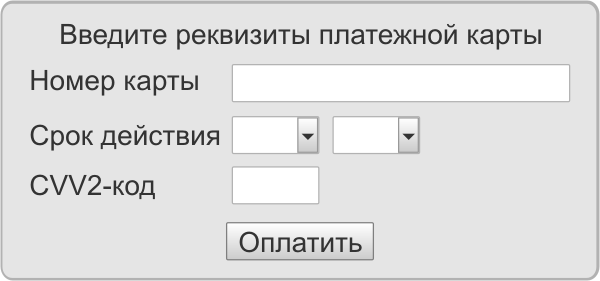 Введите реквизиты платежной карты
Номер карты
Срок действия
CVV2-код
Оплатить